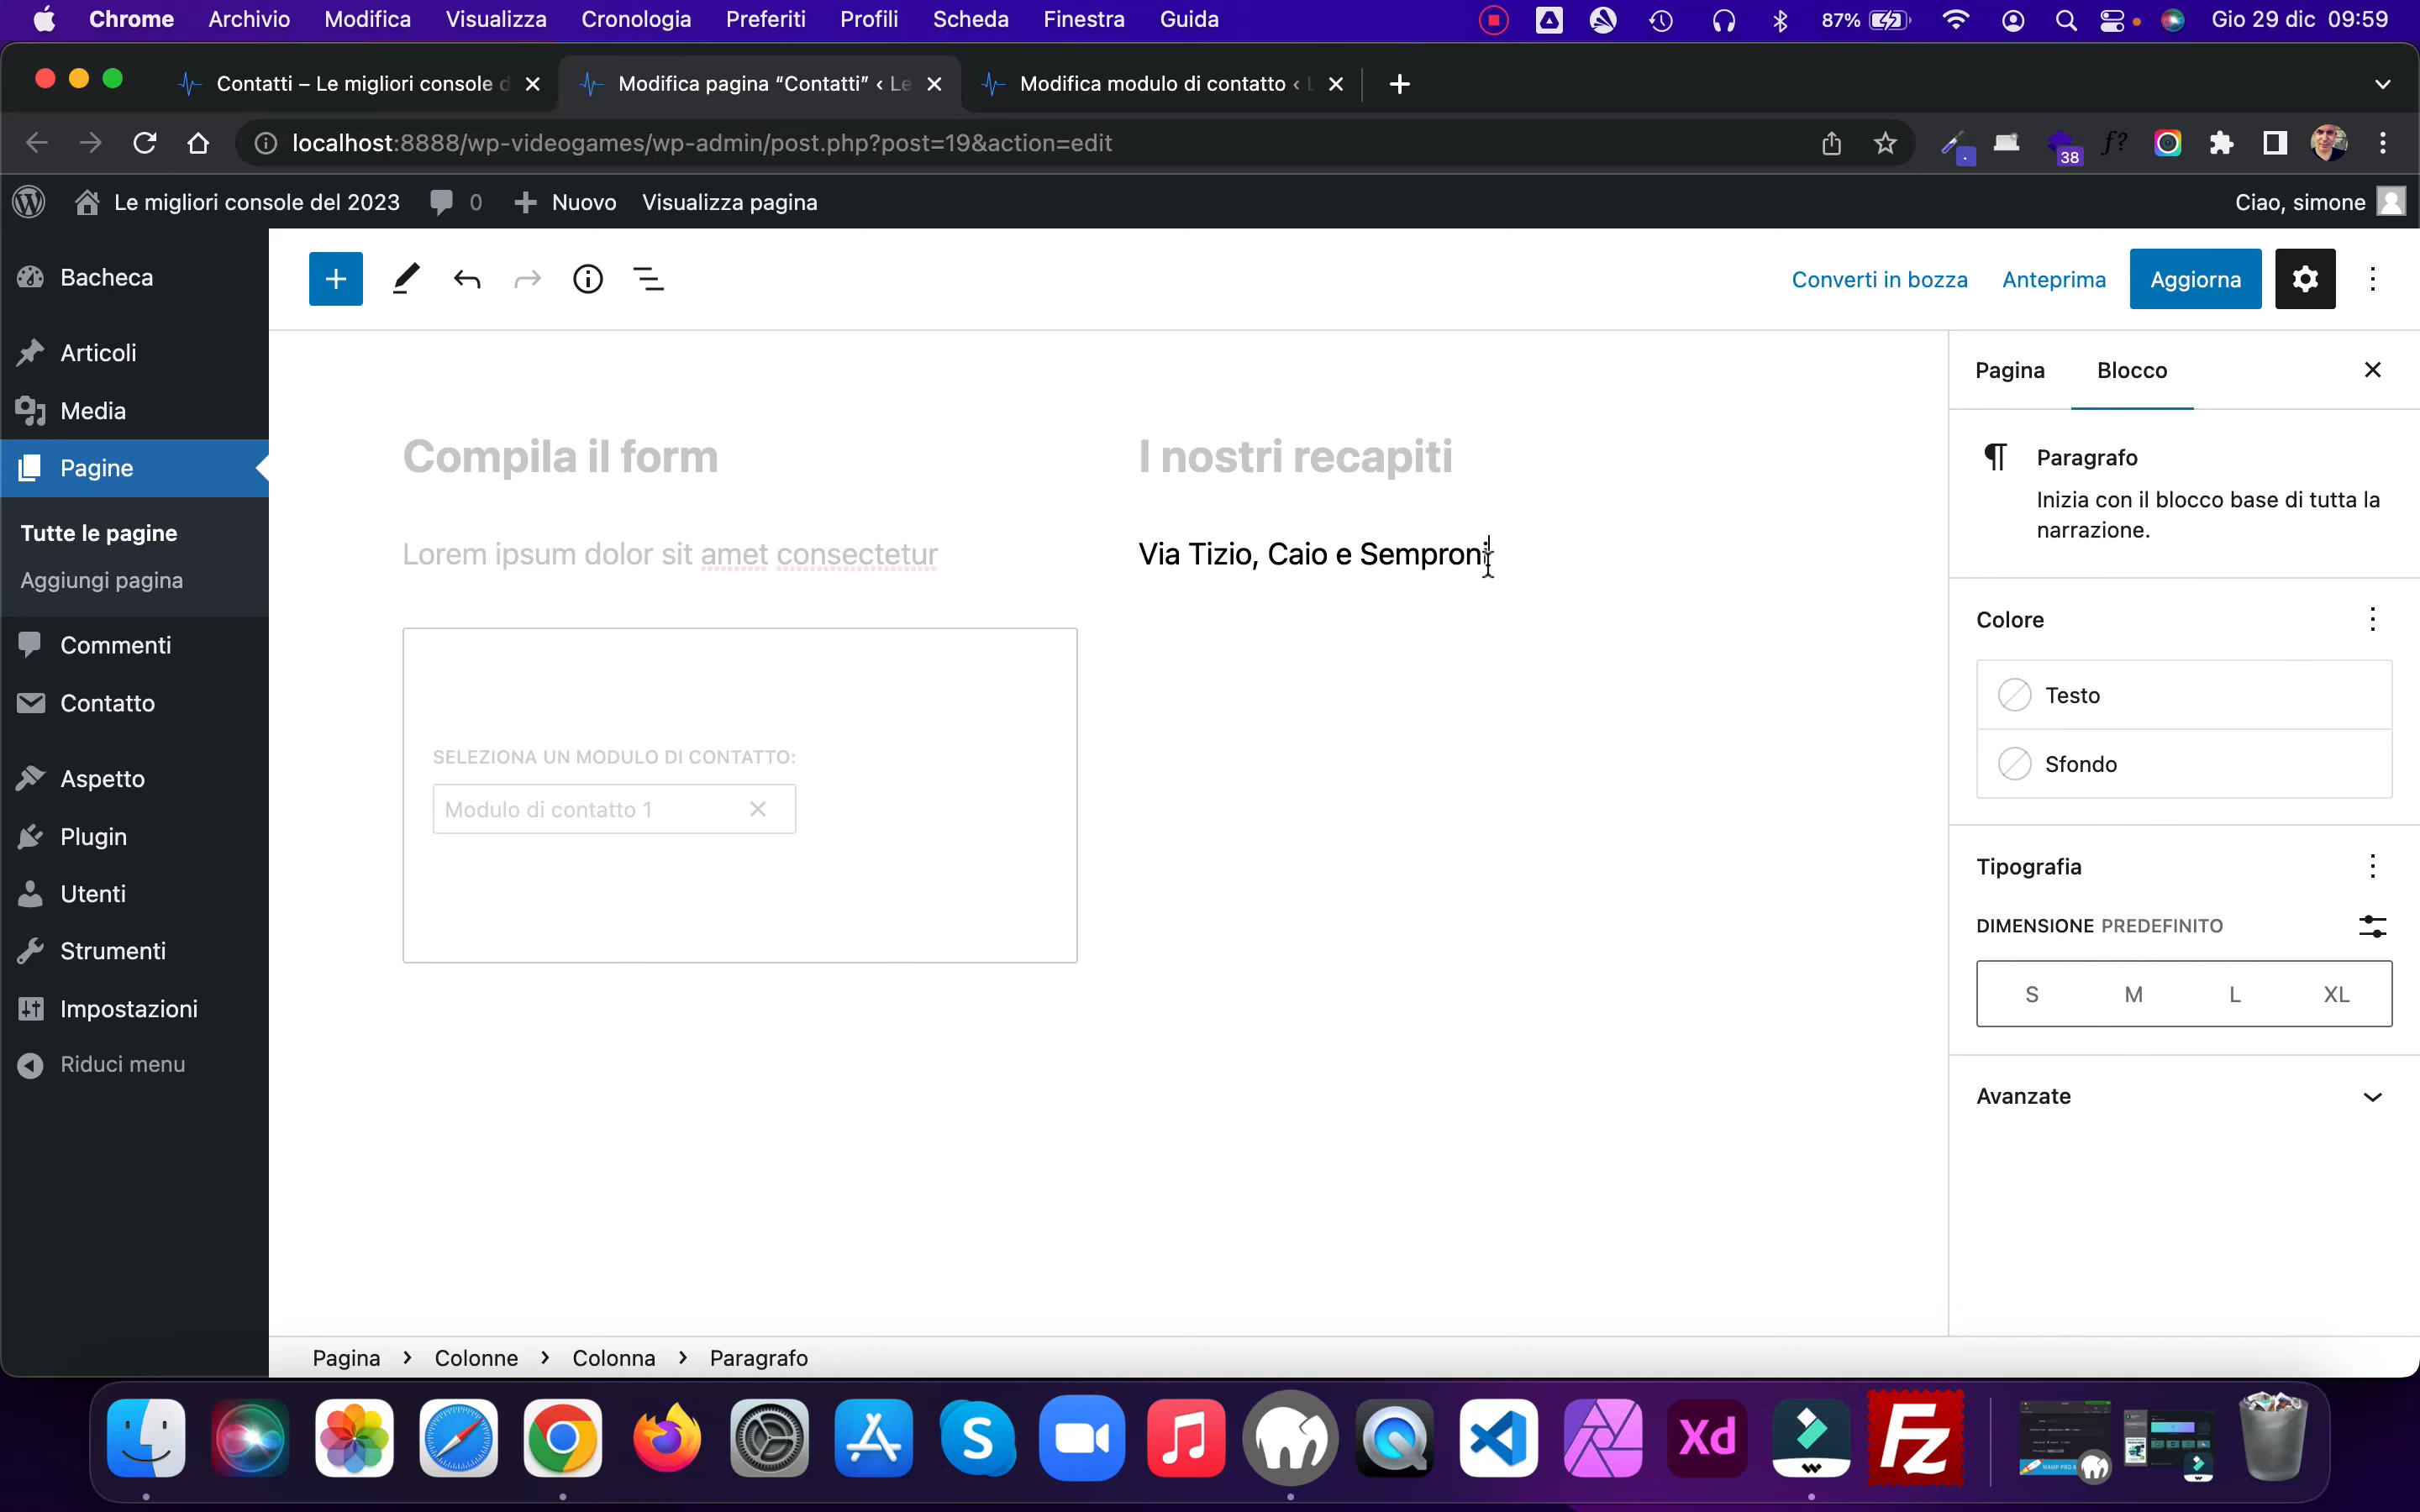 Chrome Archivio Modifica Visualizza Cronologia Preferiti Profili Scheda Finestra Guida 87% Gio 29 dic 09:59
Contatti – Le migliori console d
Modifica pagina “Contatti” ‹ Le
Modifica modulo di contatto ‹ L
localhost:8888/wp-videogames/wp-admin/post.php?post=19&action=edit
f?
38
Le migliori console del 2023 0 Nuovo Visualizza pagina Ciao, simone
Bacheca
Articoli
Media
Pagine
Tutte le pagine
Aggiungi pagina
Commenti
Contatto
Aspetto
Plugin
Utenti
Strumenti
Impostazioni
Riduci menu
Converti in bozza Anteprima Aggiorna
Compila il form
Lorem ipsum dolor sit amet consectetur
SELEZIONA UN MODULO DI CONTATTO:
Modulo di contatto 1
I nostri recapiti
Via Tizio, Caio e Semproni
Pagina Blocco
Paragrafo
Inizia con il blocco base di tutta la
narrazione.
Colore
Testo
Sfondo
Tipografia
DIMENSIONE PREDEFINITO
S M L XL
Avanzate
Pagina › Colonne › Colonna › Paragrafo
S
Xd
Fz